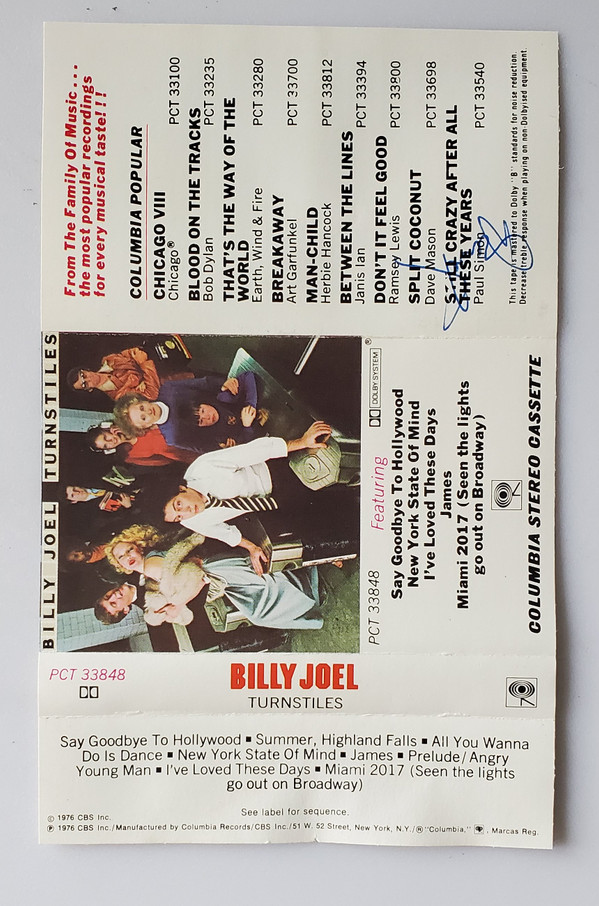 From The Family Of Music...
the most popular recordings
for every musical taste!!!
COLUMBIA POPULAR
CHICAGO VIII
Chicago® PCT 33100
BLOOD ON THE TRACKS
Bob Dylan PCT 33235
THAT'S THE WAY OF THE
WORLD
Earth, Wind & Fire PCT 33280
BREAKAWAY
Art Garfunkel PCT 33700
MAN-CHILD
Herbie Hancock PCT 33812
BETWEEN THE LINES
Janis Ian PCT 33394
DON'T IT FEEL GOOD
Ramsey Lewis PCT 33800
SPLIT COCONUT
Dave Mason PCT 33698
STILL CRAZY AFTER ALL
THESE YEARS
Paul Simon PCT 33540
This tape is mastered to Dolby "B" standards for noise reduction.
Decrease treble response when playing on non-Dolbyised equipment.
BILLY JOEL TURNSTILES
DOLBY SYSTEM ®
PCT 33848 Featuring
Say Goodbye To Hollywood
New York State Of Mind
I've Loved These Days
James
Miami 2017 (Seen the lights
go out on Broadway)
COLUMBIA STEREO CASSETTE
PCT 33848
BILLY JOEL
TURNSTILES
Say Goodbye To Hollywood ▪ Summer, Highland Falls ▪ All You Wanna
Do Is Dance ▪ New York State Of Mind ▪ James ▪ Prelude/Angry
Young Man ▪ I've Loved These Days ▪ Miami 2017 (Seen the lights
go out on Broadway)
See label for sequence.
© 1976 CBS Inc.
℗ 1976 CBS Inc./Manufactured by Columbia Records/CBS Inc./51 W. 52 Street, New York, N.Y./® "Columbia," . Marcas Reg.